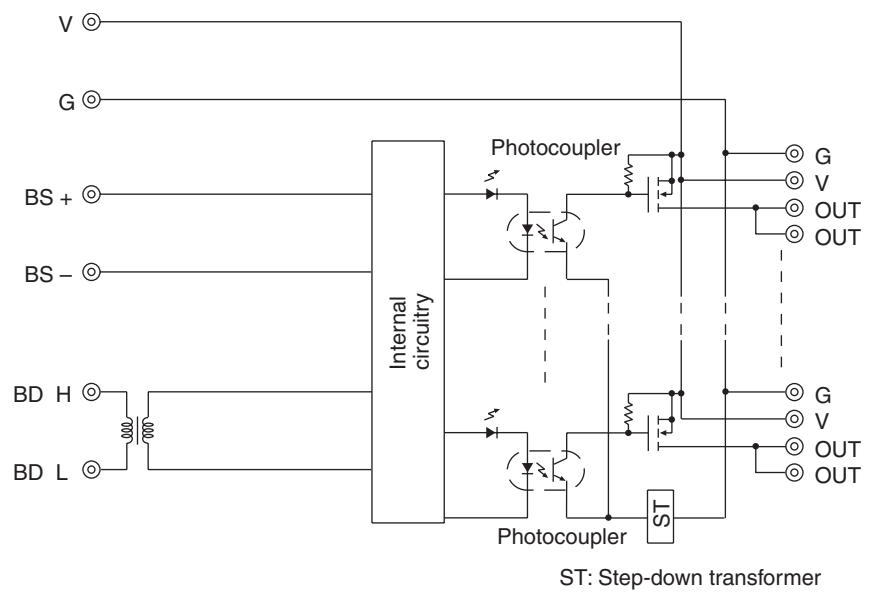 V
G
Photocoupler
G
V
OUT
OUT
BS +
BS –
Internal
circuitry
BD H
BD L
G
V
OUT
OUT
ST
Photocoupler
ST: Step-down transformer